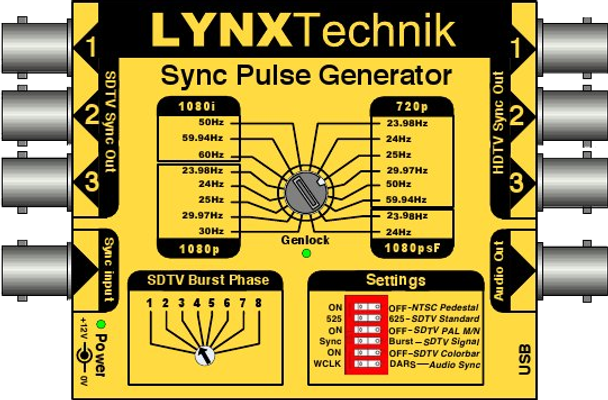 LYNXTechnik
Sync Pulse Generator
1
2
3
SDTV Sync Out
1
2
3
HDTV Sync Out
Sync input
Audio Out
1080i
50Hz
59.94Hz
60Hz
23.98Hz
24Hz
25Hz
29.97Hz
30Hz
1080p
720p
23.98Hz
24Hz
25Hz
29.97Hz
50Hz
59.94Hz
23.98Hz
24Hz
1080psF
Genlock
SDTV Burst Phase
1 2 3 4 5 6 7 8
Settings
ON OFF-NTSC Pedestal
525 625-SDTV Standard
ON OFF-SDTV PAL M/N
Sync Burst-SDTV Signal
ON OFF-SDTV Colorbar
WCLK DARS-Audio Sync
+12V
0V
Power
USB